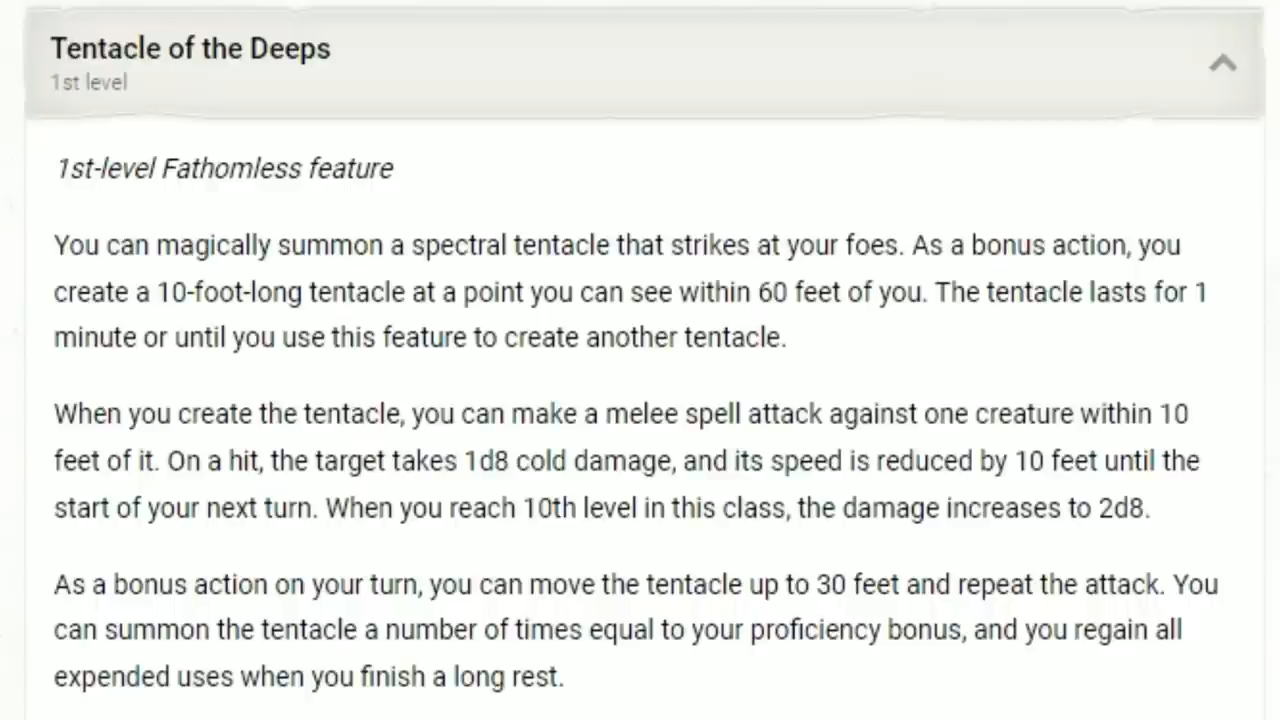 Tentacle of the Deeps
1st level
1st-level Fathomless feature
You can magically summon a spectral tentacle that strikes at your foes. As a bonus action, you
create a 10-foot-long tentacle at a point you can see within 60 feet of you. The tentacle lasts for 1
minute or until you use this feature to create another tentacle.
When you create the tentacle, you can make a melee spell attack against one creature within 10
feet of it. On a hit, the target takes 1d8 cold damage, and its speed is reduced by 10 feet until the
start of your next turn. When you reach 10th level in this class, the damage increases to 2d8.
As a bonus action on your turn, you can move the tentacle up to 30 feet and repeat the attack. You
can summon the tentacle a number of times equal to your proficiency bonus, and you regain all
expended uses when you finish a long rest.